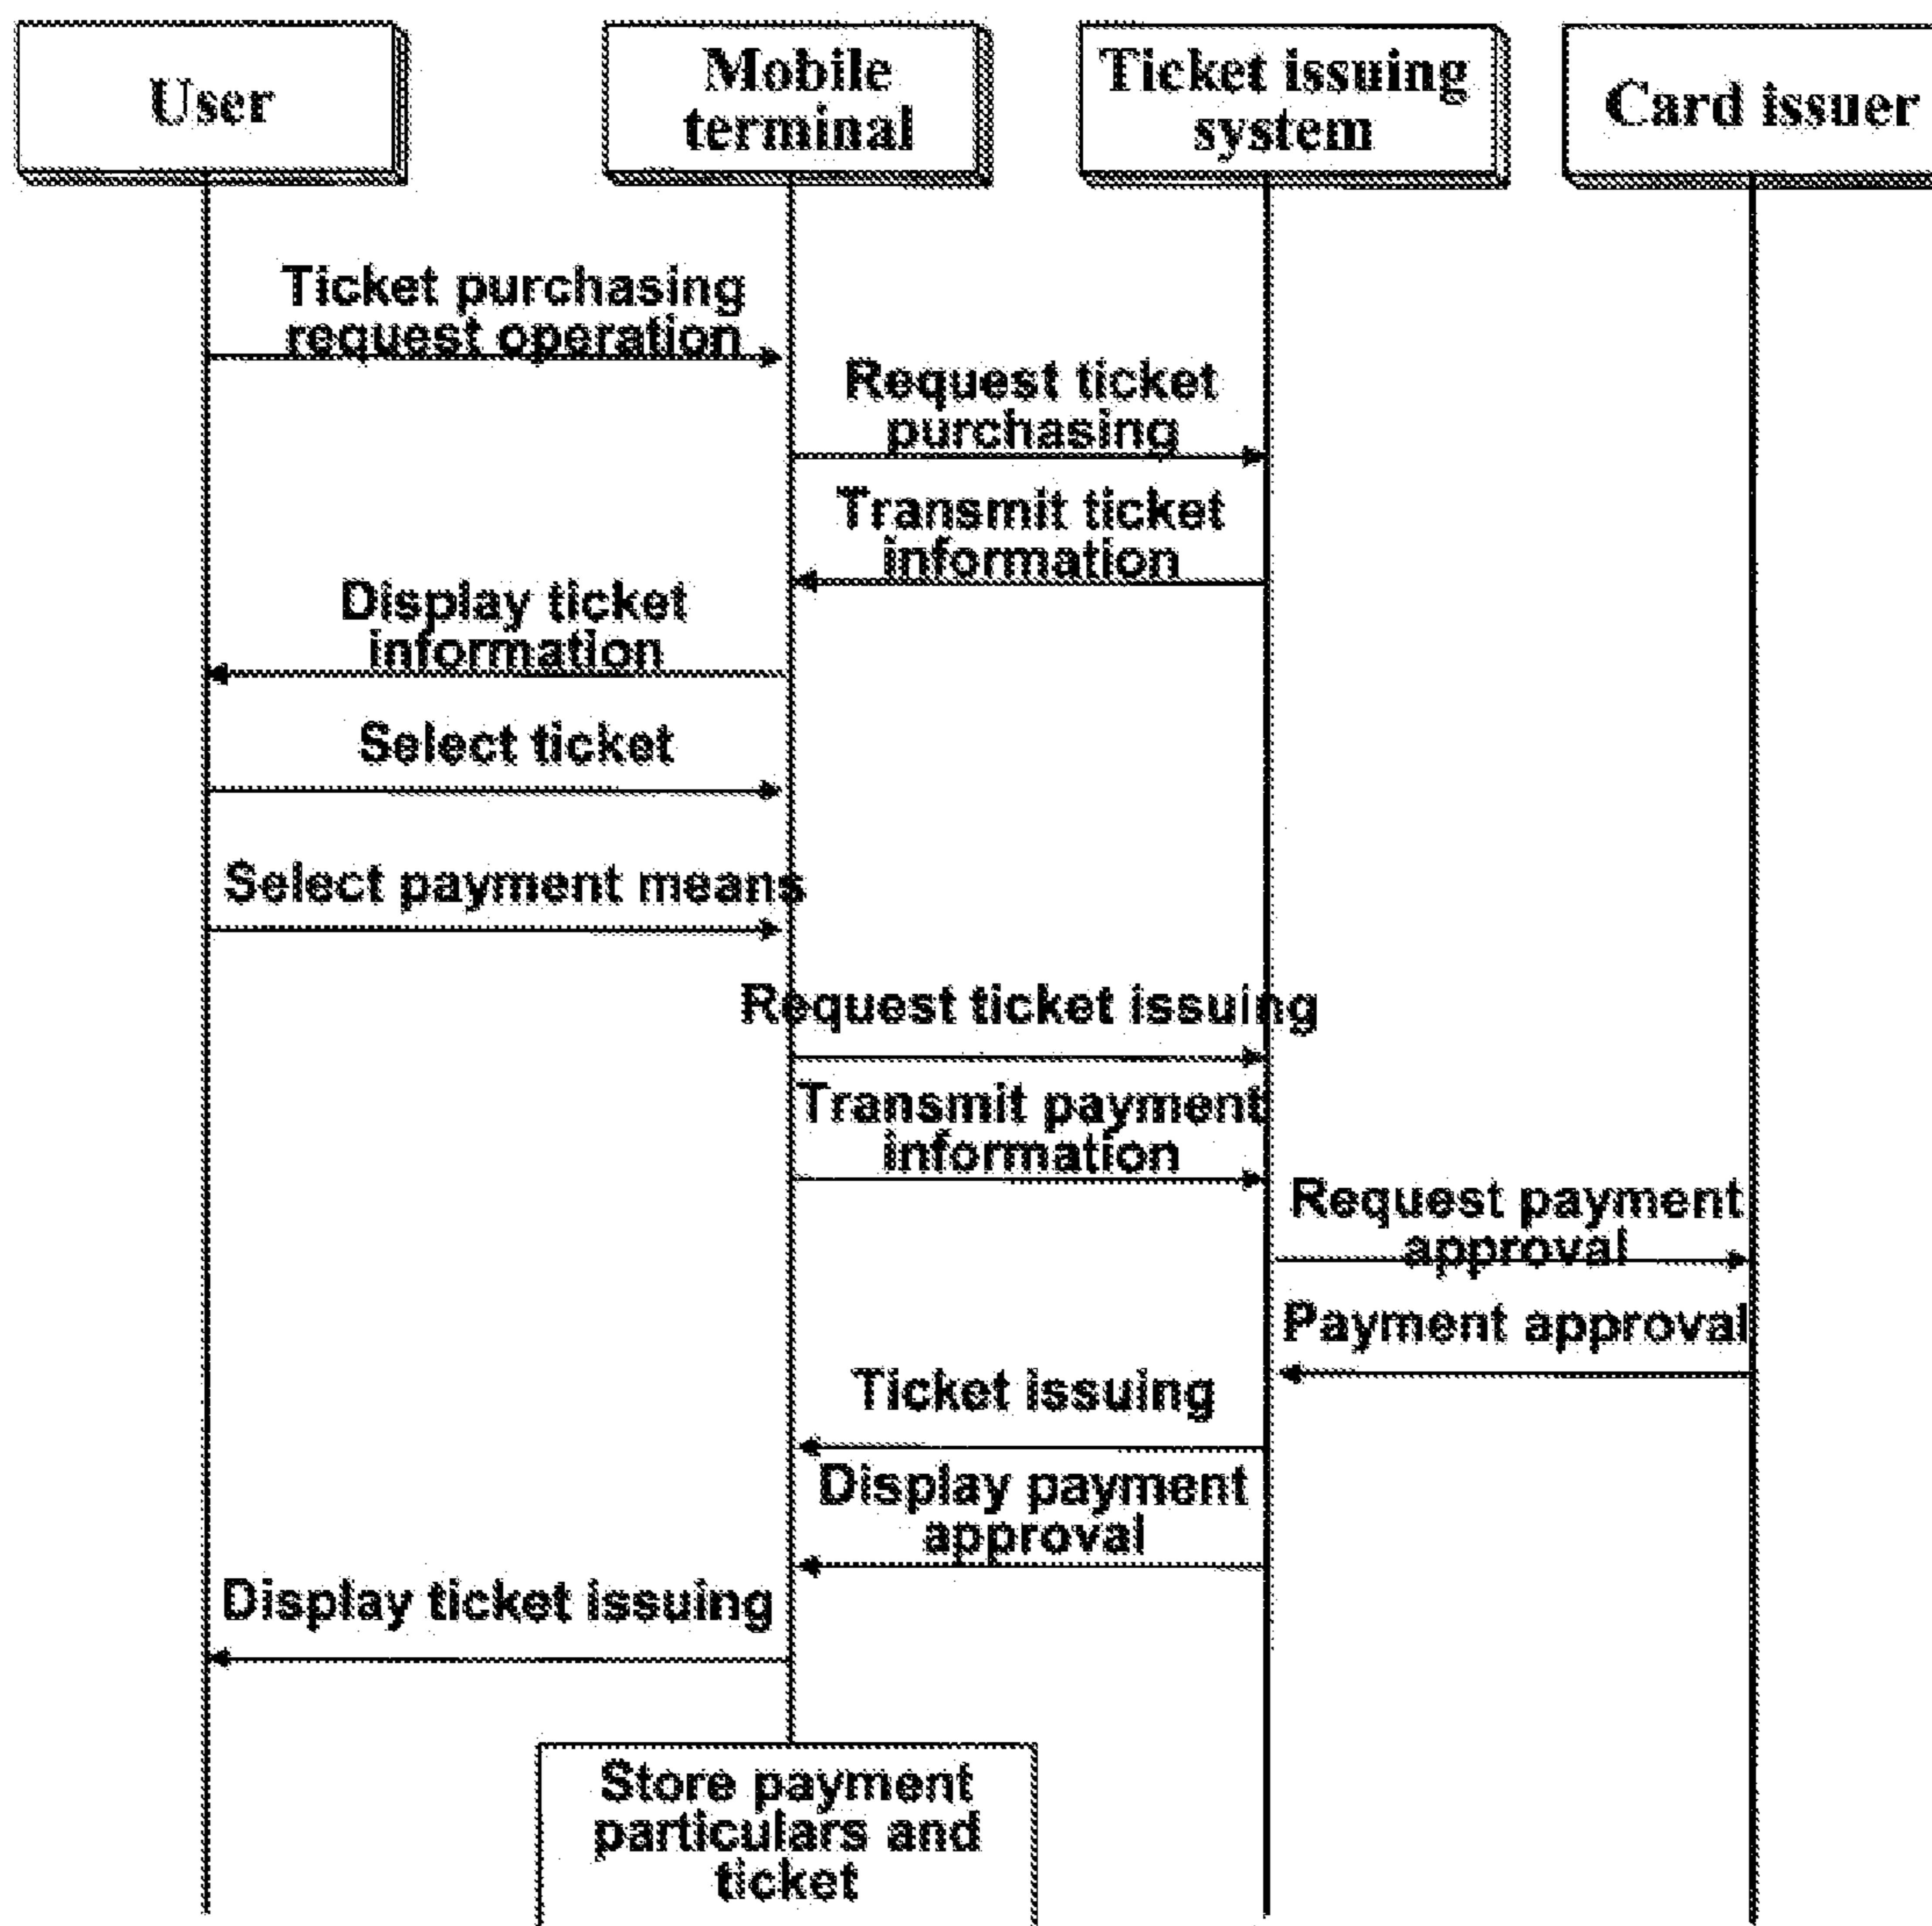 User
Mobile
terminal
Ticket issuing
system
Card issuer
Ticket purchasing
request operation
Request ticket
purchasing
Transmit ticket
information
Display ticket
information
Select ticket
Select payment means
Request ticket issuing
Transmit payment
information
Request payment
approval
Payment approval
Ticket issuing
Display payment
approval
Display ticket issuing
Store payment
particulars and
ticket